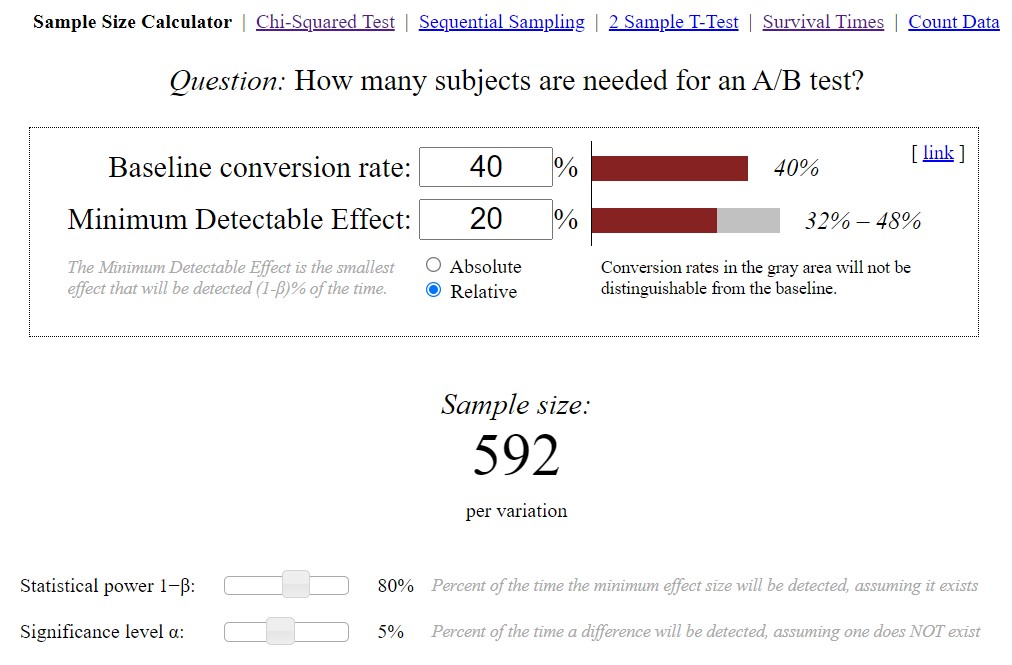 Sample Size Calculator | Chi-Squared Test | Sequential Sampling | 2 Sample T-Test | Survival Times | Count Data
Question: How many subjects are needed for an A/B test?
[ link ]
Baseline conversion rate: 40 % 40%
Minimum Detectable Effect: 20 % 32% – 48%
The Minimum Detectable Effect is the smallest
effect that will be detected (1-β)% of the time.
Absolute
Relative
Conversion rates in the gray area will not be
distinguishable from the baseline.
Sample size:
592
per variation
Statistical power 1−β: 80% Percent of the time the minimum effect size will be detected, assuming it exists
Significance level α: 5% Percent of the time a difference will be detected, assuming one does NOT exist